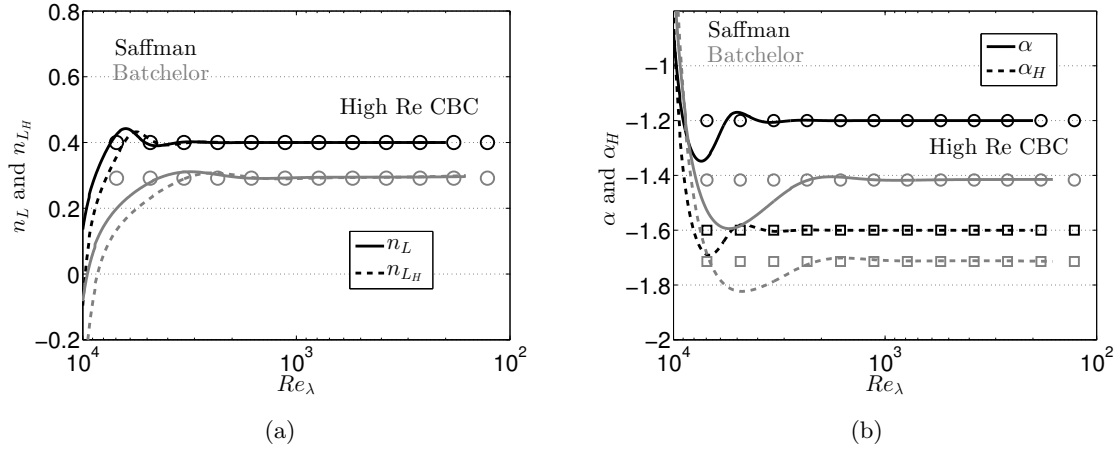 0.8
0.6
0.4
0.2
0
−0.2
n_L and n_{L_H}
Saffman
Batchelor
High Re CBC
n_L
n_{L_H}
10^4
10^3
10^2
Re_λ
(a)
−1
−1.2
−1.4
−1.6
−1.8
−2
α and α_H
Saffman
Batchelor
α
α_H
High Re CBC
10^4
10^3
10^2
Re_λ
(b)